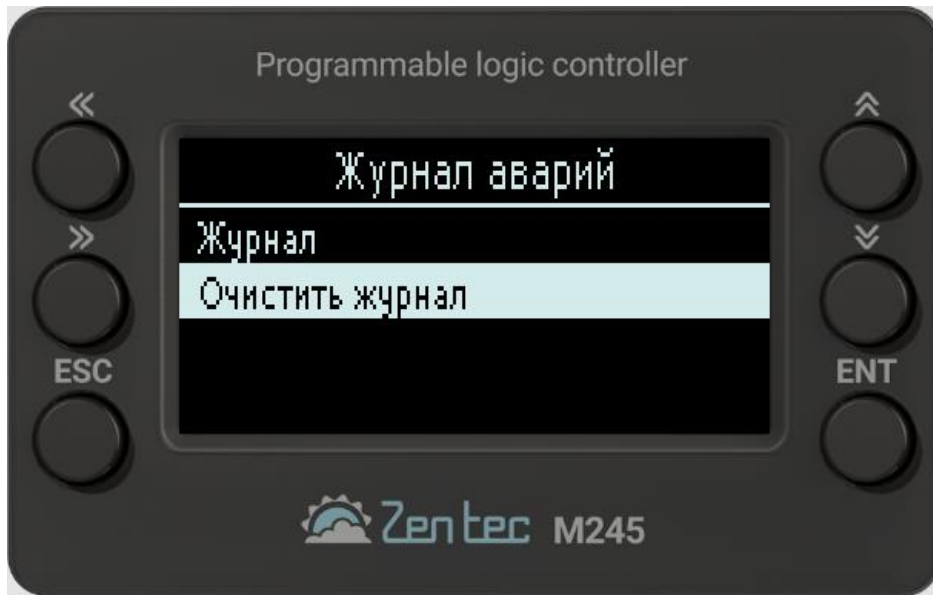 Programmable logic controller
Журнал аварий
Журнал
Очистить журнал
ESC
ENT
Zentec M245